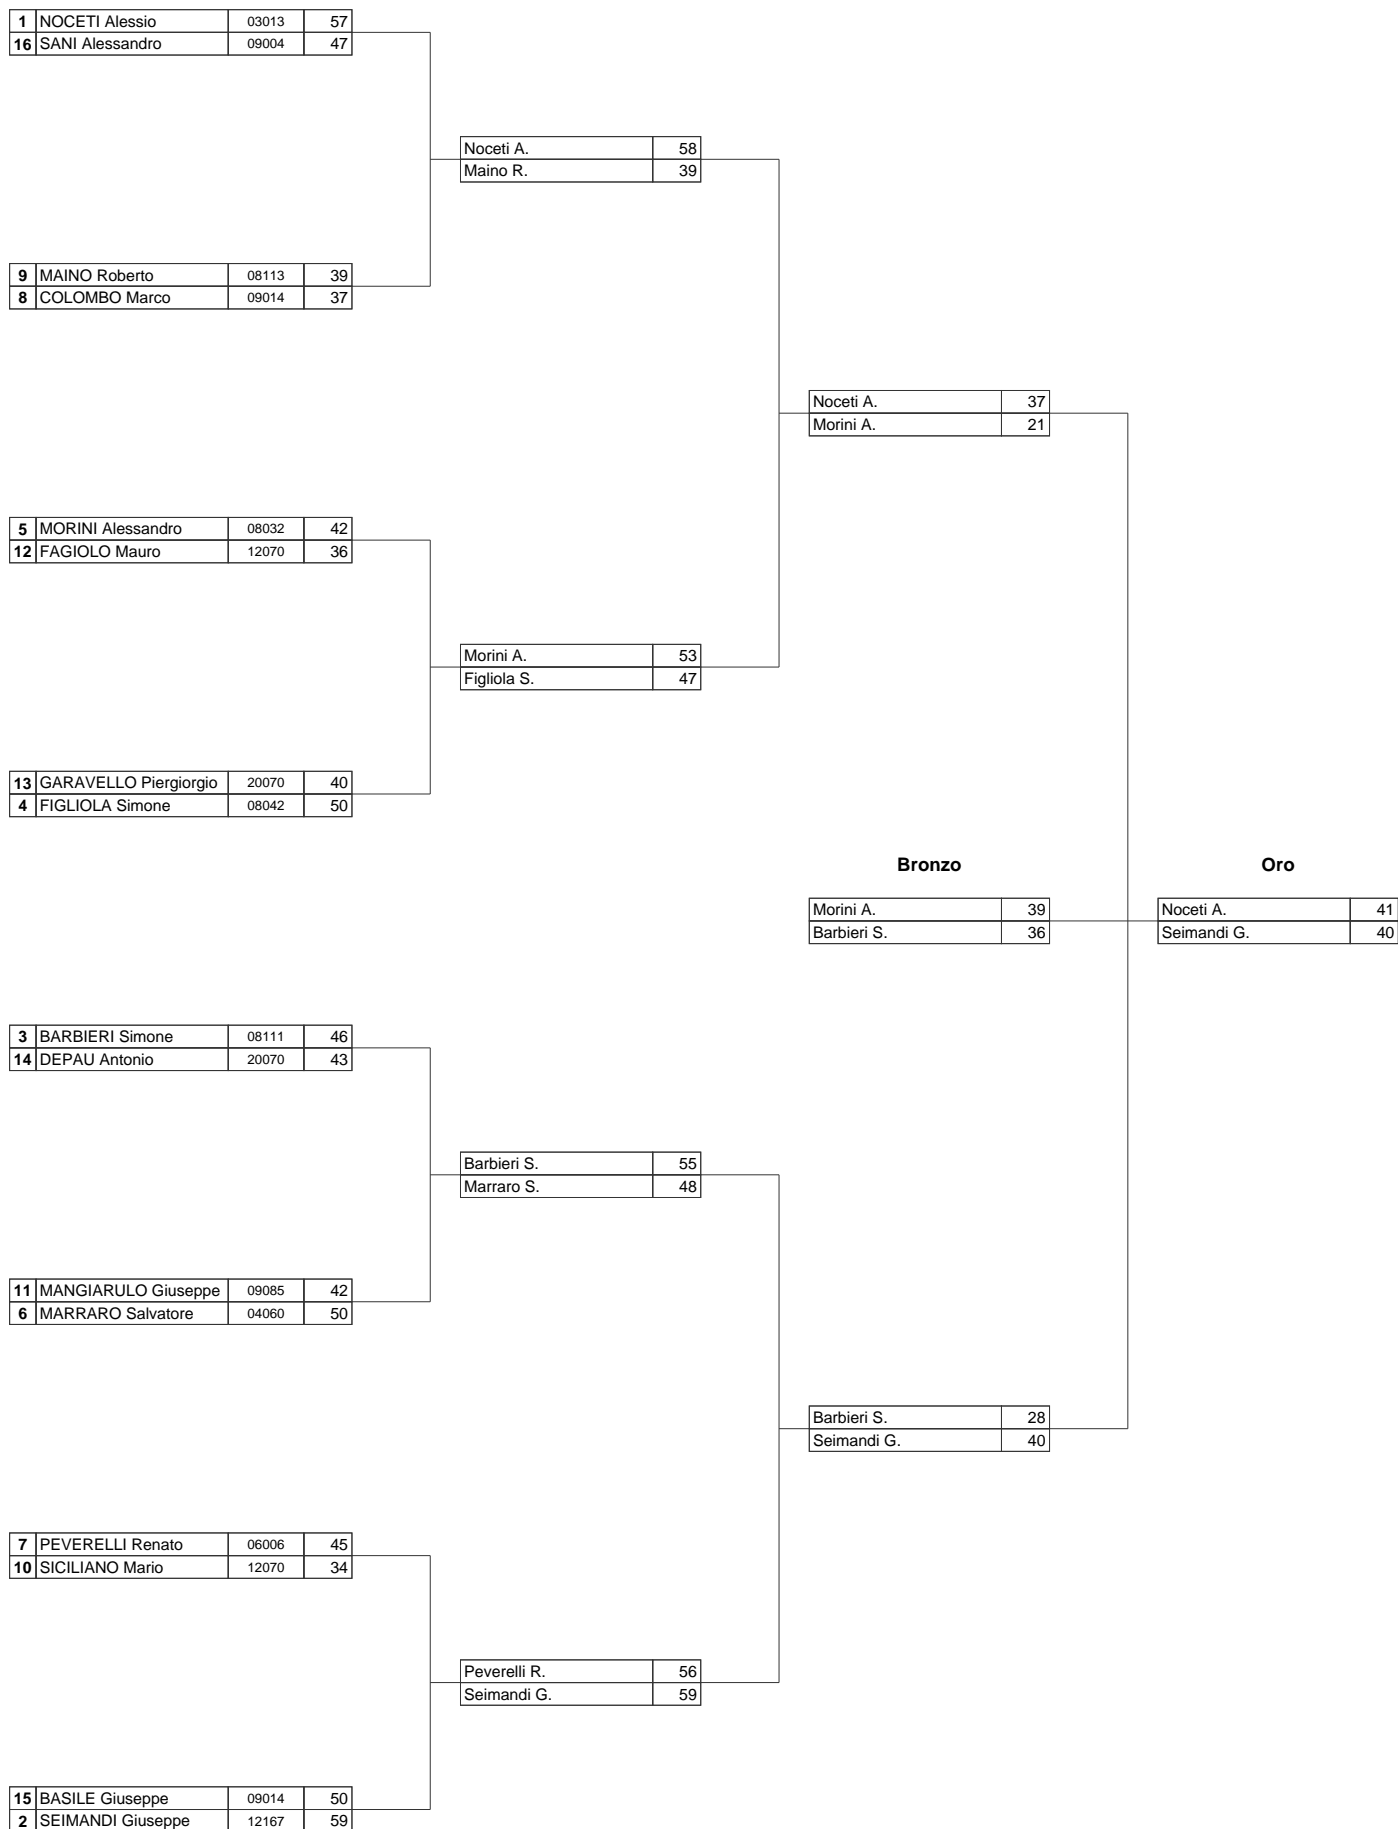 1 NOCETI Alessio 03013 57
16 SANI Alessandro 09004 47
Noceti A. 58
Maino R. 39
9 MAINO Roberto 08113 39
8 COLOMBO Marco 09014 37
Noceti A. 37
Morini A. 21
5 MORINI Alessandro 08032 42
12 FAGIOLO Mauro 12070 36
Morini A. 53
Figliola S. 47
13 GARAVELLO Piergiorgio 20070 40
4 FIGLIOLA Simone 08042 50
Bronzo Oro
Morini A. 39 Noceti A. 41
Barbieri S. 36 Seimandi G. 40
3 BARBIERI Simone 08111 46
14 DEPAU Antonio 20070 43
Barbieri S. 55
Marraro S. 48
11 MANGIARULO Giuseppe 09085 42
6 MARRARO Salvatore 04060 50
Barbieri S. 28
Seimandi G. 40
7 PEVERELLI Renato 06006 45
10 SICILIANO Mario 12070 34
Peverelli R. 56
Seimandi G. 59
15 BASILE Giuseppe 09014 50
2 SEIMANDI Giuseppe 12167 59